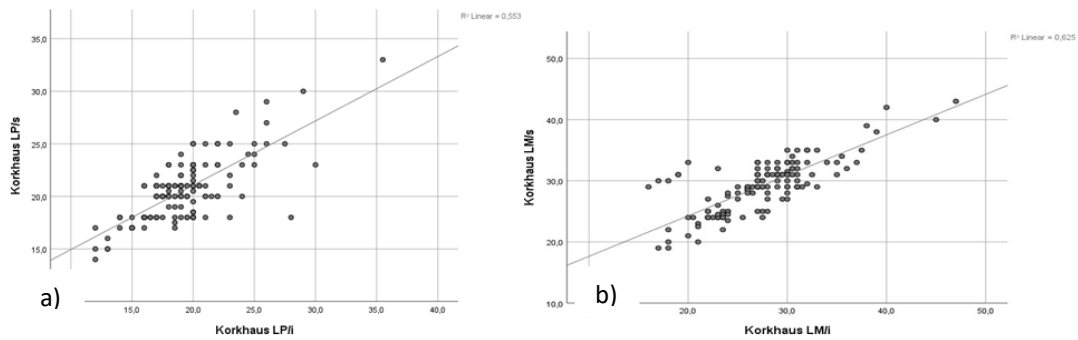 R² Linear = 0,553
35,0
30,0
25,0
20,0
15,0
Korkhaus LP/s
a)
15,0 20,0 25,0 30,0 35,0 40,0
Korkhaus LP/i
R² Linear = 0,625
50,0
40,0
30,0
20,0
10,0
Korkhaus LM/s
b)
20,0 30,0 40,0 50,0
Korkhaus LM/i